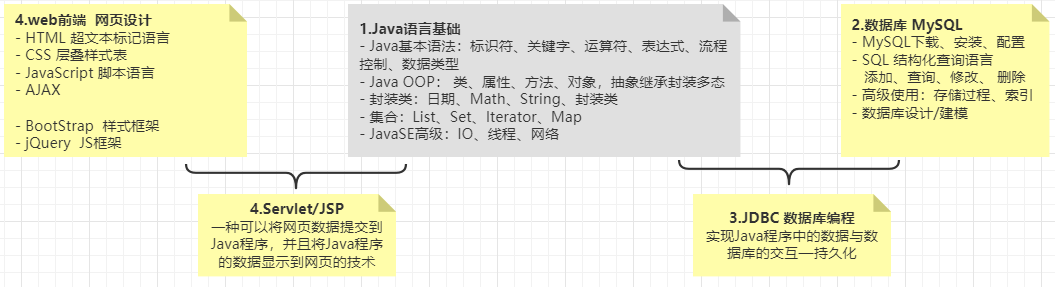 4.web前端  网页设计
- HTML 超文本标记语言
- CSS 层叠样式表
- JavaScript 脚本语言
- AJAX
- BootStrap  样式框架
- jQuery  JS框架
1.Java语言基础
- Java基本语法：标识符、关键字、运算符、表达式、流程
控制、数据类型
- Java OOP： 类、属性、方法、对象，抽象继承封装多态
- 封装类：日期、Math、String、封装类
- 集合：List、Set、Iterator、Map
- JavaSE高级：IO、线程、网络
2.数据库 MySQL
- MySQL下载、安装、配置
- SQL 结构化查询语言
添加、查询、修改、 删除
- 高级使用：存储过程、索引
- 数据库设计/建模
4.Servlet/JSP
一种可以将网页数据提交到
Java程序，并且将Java程序
的数据显示到网页的技术
3.JDBC 数据库编程
实现Java程序中的数据与数
据库的交互—持久化